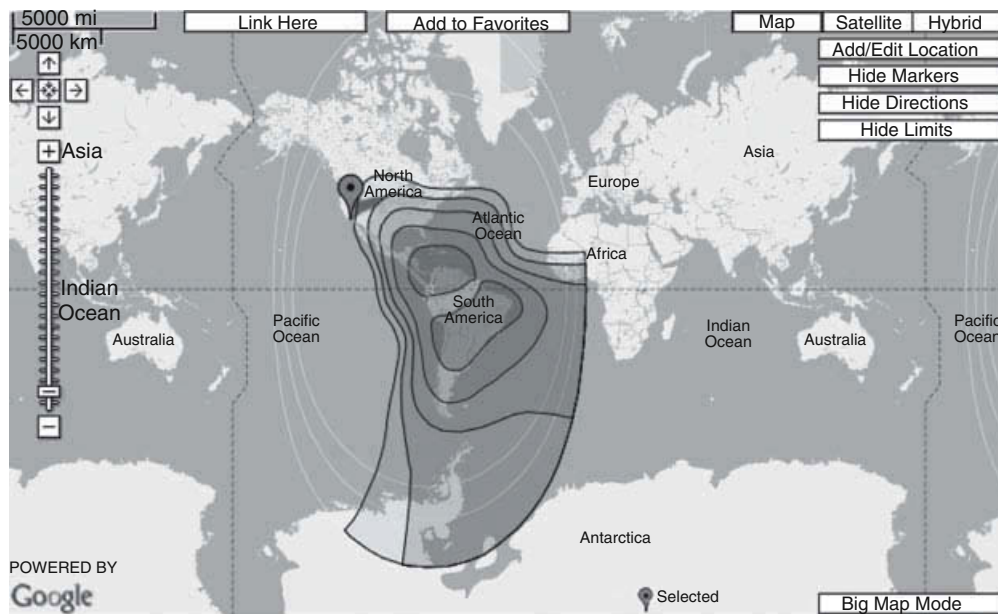 5000 mi
5000 km
Link Here
Add to Favorites
Map
Satellite
Hybrid
Add/Edit Location
Hide Markers
Hide Directions
Hide Limits
Asia
Asia
North
America
Europe
Atlantic
Ocean
Africa
Indian
Ocean
South
America
Pacific
Ocean
Australia
Indian
Ocean
Australia
Pacific
Ocean
Antarctica
POWERED BY
Google
Selected
Big Map Mode